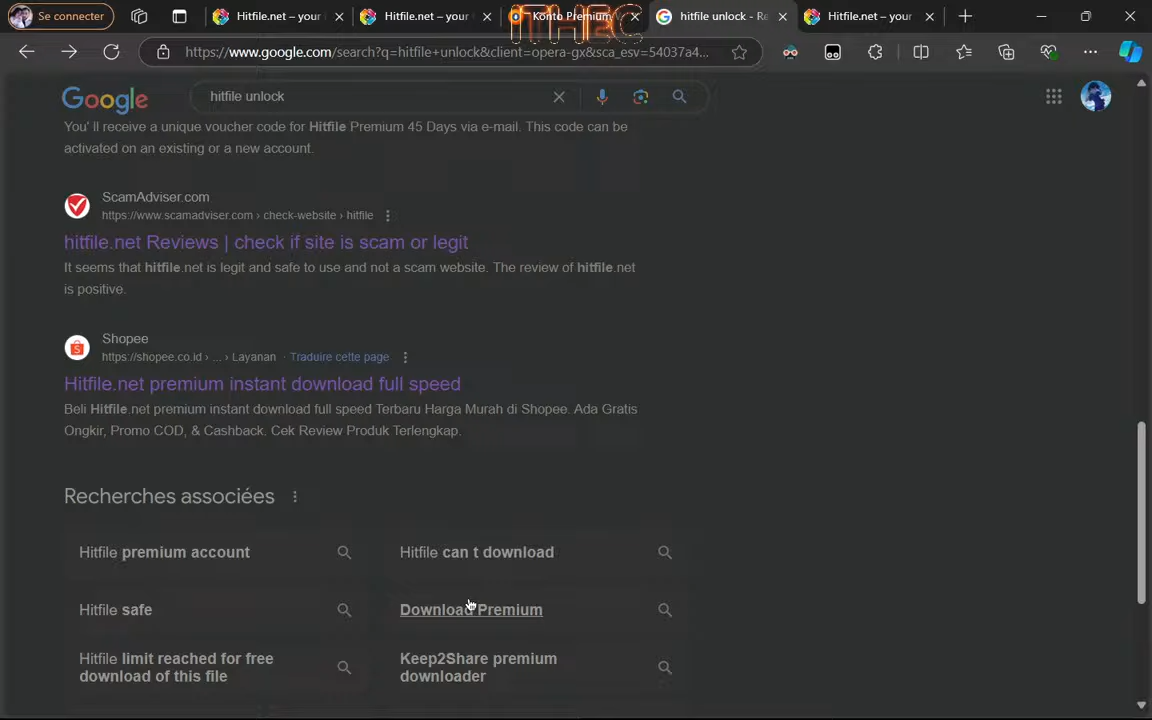 Se connecter
Hitfile.net – your
Hitfile.net – your
Konto Premium
hitfile unlock - Re
Hitfile.net – your
https://www.google.com/search?q=hitfile+unlock&client=opera-gx&sca_esv=54037a4...
Google
hitfile unlock
You' ll receive a unique voucher code for Hitfile Premium 45 Days via e-mail. This code can be
activated on an existing or a new account.
ScamAdviser.com
https://www.scamadviser.com › check-website › hitfile
hitfile.net Reviews | check if site is scam or legit
It seems that hitfile.net is legit and safe to use and not a scam website. The review of hitfile.net
is positive.
Shopee
https://shopee.co.id › ... › Layanan · Traduire cette page
Hitfile.net premium instant download full speed
Beli Hitfile.net premium instant download full speed Terbaru Harga Murah di Shopee. Ada Gratis
Ongkir, Promo COD, & Cashback. Cek Review Produk Terlengkap.
Recherches associées
Hitfile premium account
Hitfile can t download
Hitfile safe
Download Premium
Hitfile limit reached for free
download of this file
Keep2Share premium
downloader